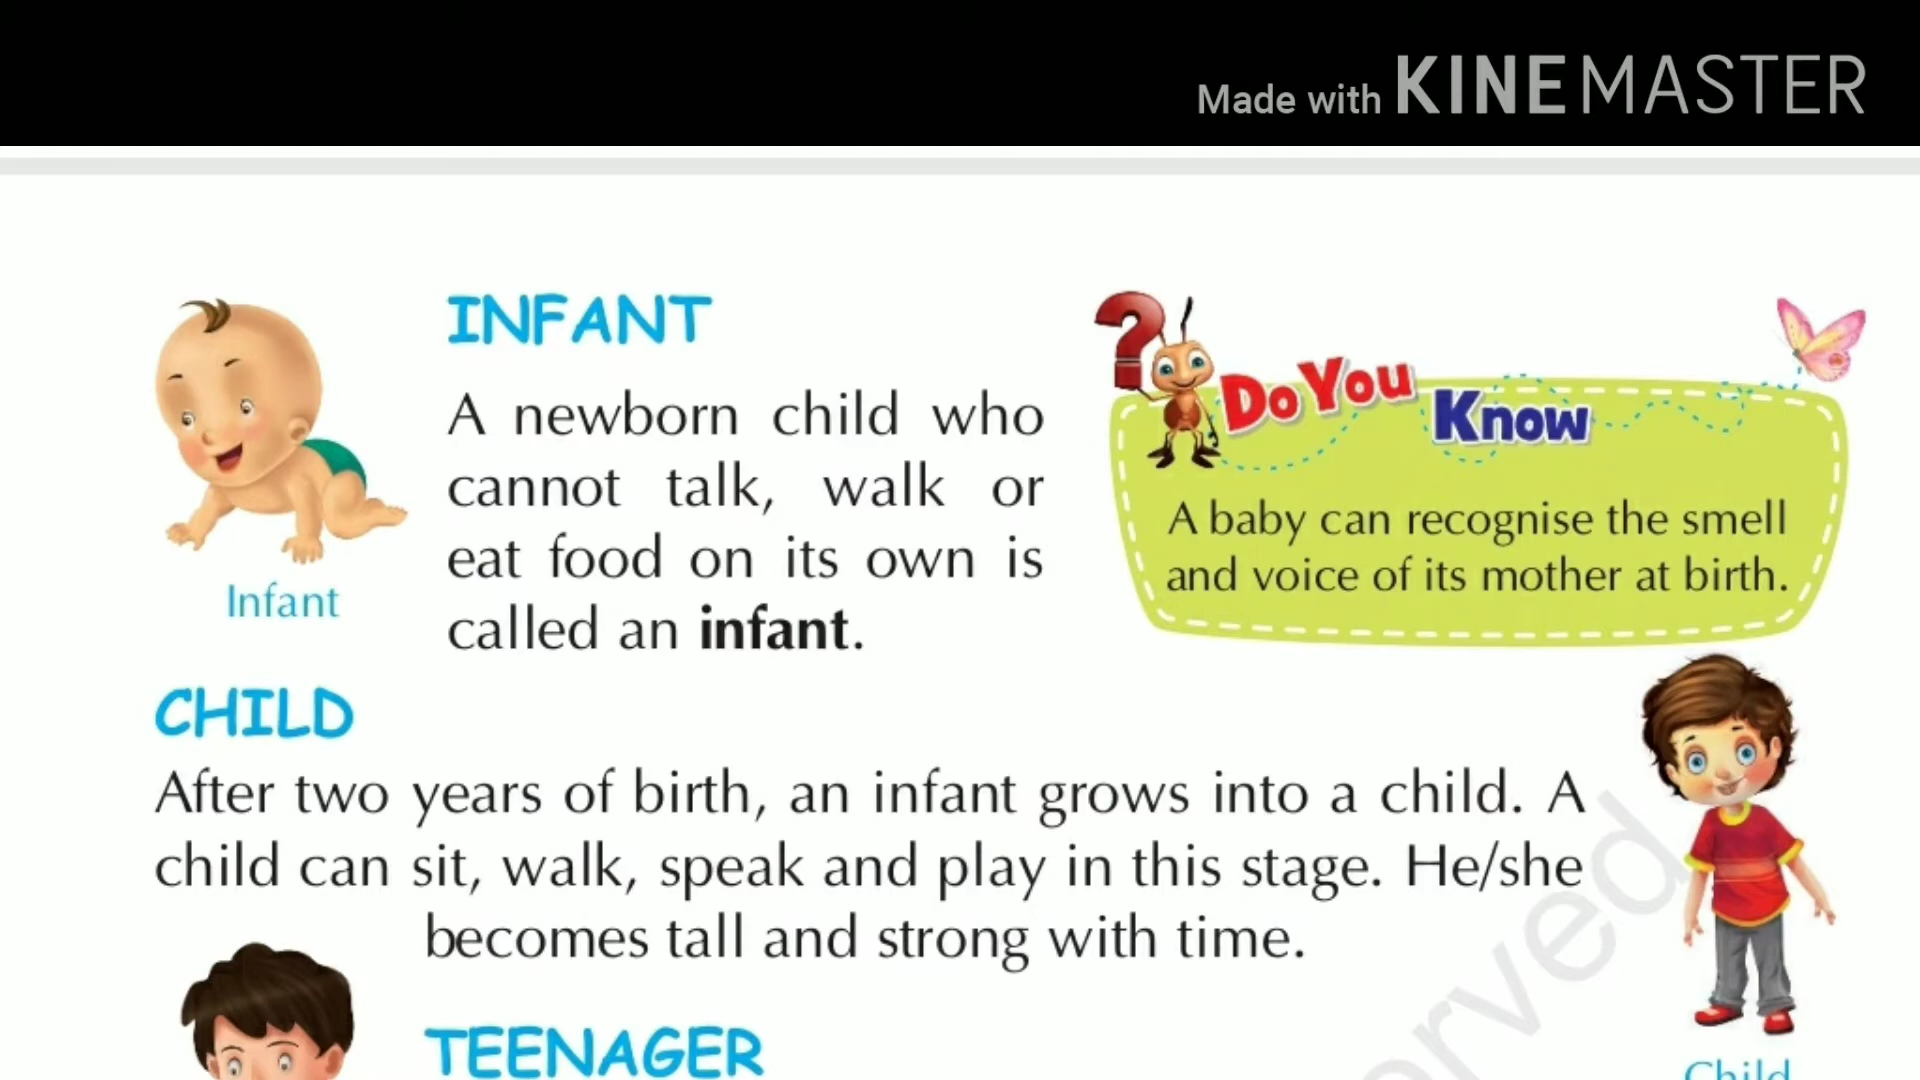 Made with KINEMASTER
INFANT
A newborn child who
cannot talk, walk or
eat food on its own is
called an infant.
Infant
? Do You
Know
A baby can recognise the smell
and voice of its mother at birth.
CHILD
After two years of birth, an infant grows into a child. A
child can sit, walk, speak and play in this stage. He/she
becomes tall and strong with time.
Child
TEENAGER